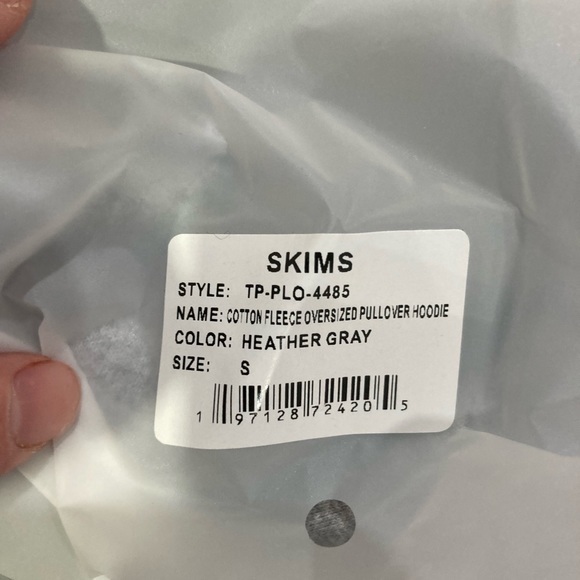 SKIMS
STYLE: TP-PLO-4485
NAME: COTTON FLEECE OVERSIZED PULLOVER HOODIE
COLOR: HEATHER GRAY
SIZE: S
1 97128 72420 5